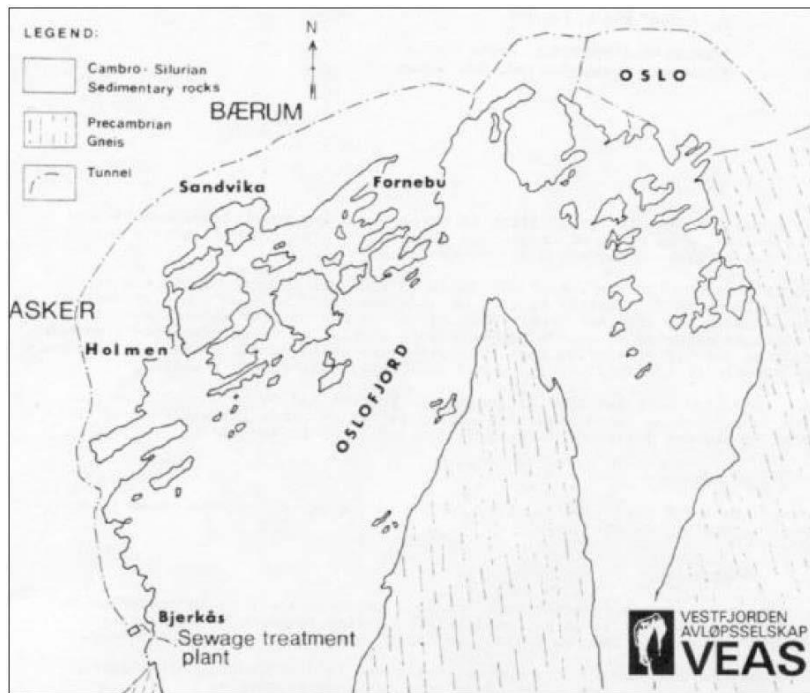 LEGEND:
Cambro-Silurian
Sedimentary rocks
Precambrian
Gneis
Tunnel
N
OSLO
BÆRUM
Sandvika
Fornebu
ASKER
Holmen
OSLOFJORD
Bjerkås
Sewage treatment
plant
VESTFJORDEN
AVLØPSSELSKAP
VEAS